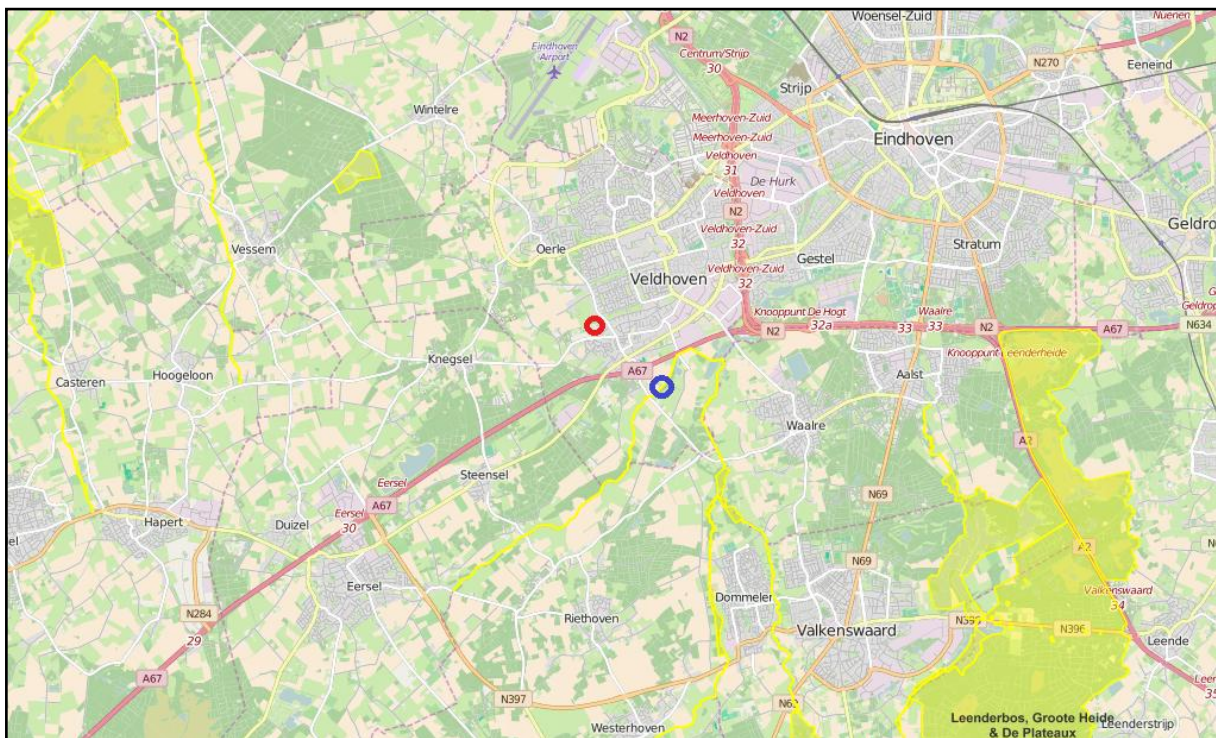 Woensel-Zuid
Nuenen
N2
Centrum/Strijp
30
Eindhoven
Airport
N270
Eeneind
Strijp
Wintelre
Meerhoven-Zuid
Meerhoven-Zuid
Eindhoven
Veldhoven
31
De Hurk
Veldhoven
N2
Geldro
Vessem
Oerle
Veldhoven-Zuid
32
Gestel
Stratum
Veldhoven
Veldhoven-Zuid
32
Knooppunt De Hogt
32a
Waalre
33
33
N2
N2
A67
Geldrop
N634
Knooppunt Leenderheide
Knegsel
A67
Casteren
Hoogeloon
Aalst
Waalre
A2
Steensel
Eersel
A67
N69
Hapert
Duizel
Eersel
30
A2
N69
Eersel
Dommelen
Valkenswaard
34
N284
29
Riethoven
Valkenswaard
N396
Leende
A67
N397
Westerhoven
Leenderbos, Groote Heide
& De Plateaux
Leenderstrijp
35